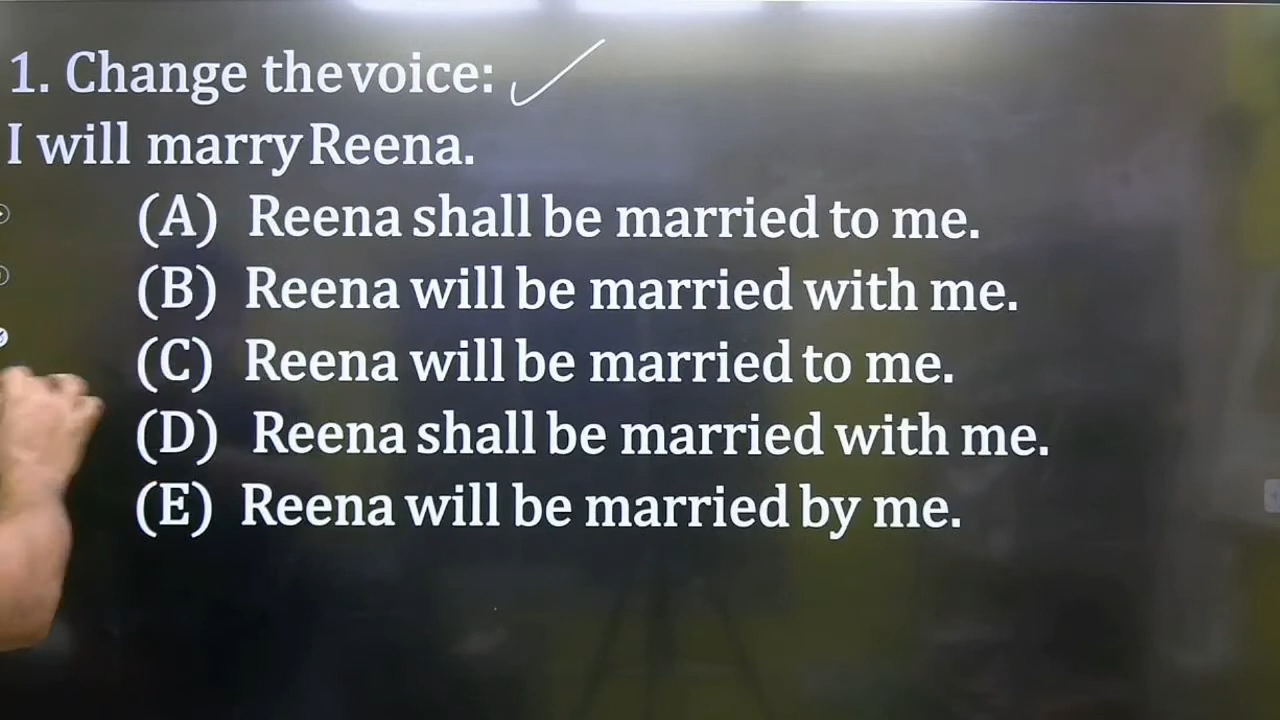 1. Change the voice:
I will marry Reena.
(A) Reena shall be married to me.
(B) Reena will be married with me.
(C) Reena will be married to me.
(D) Reena shall be married with me.
(E) Reena will be married by me.